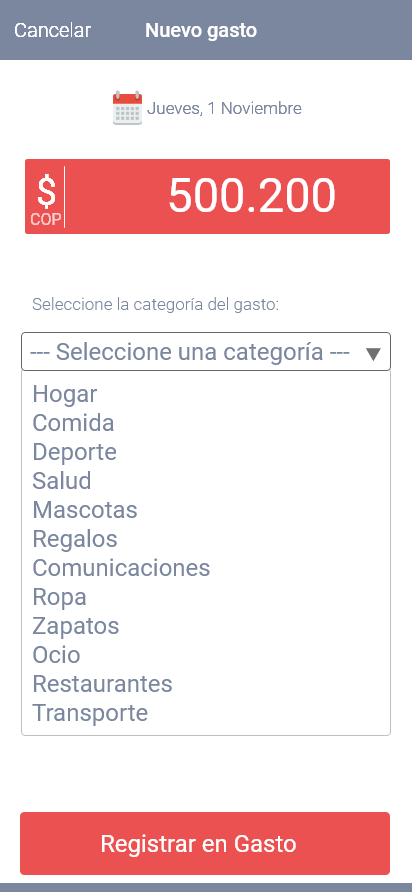 Cancelar Nuevo gasto
Jueves, 1 Noviembre
$ 500.200
COP
Seleccione la categoría del gasto:
--- Seleccione una categoría ---
Hogar
Comida
Deporte
Salud
Mascotas
Regalos
Comunicaciones
Ropa
Zapatos
Ocio
Restaurantes
Transporte
Registrar en Gasto